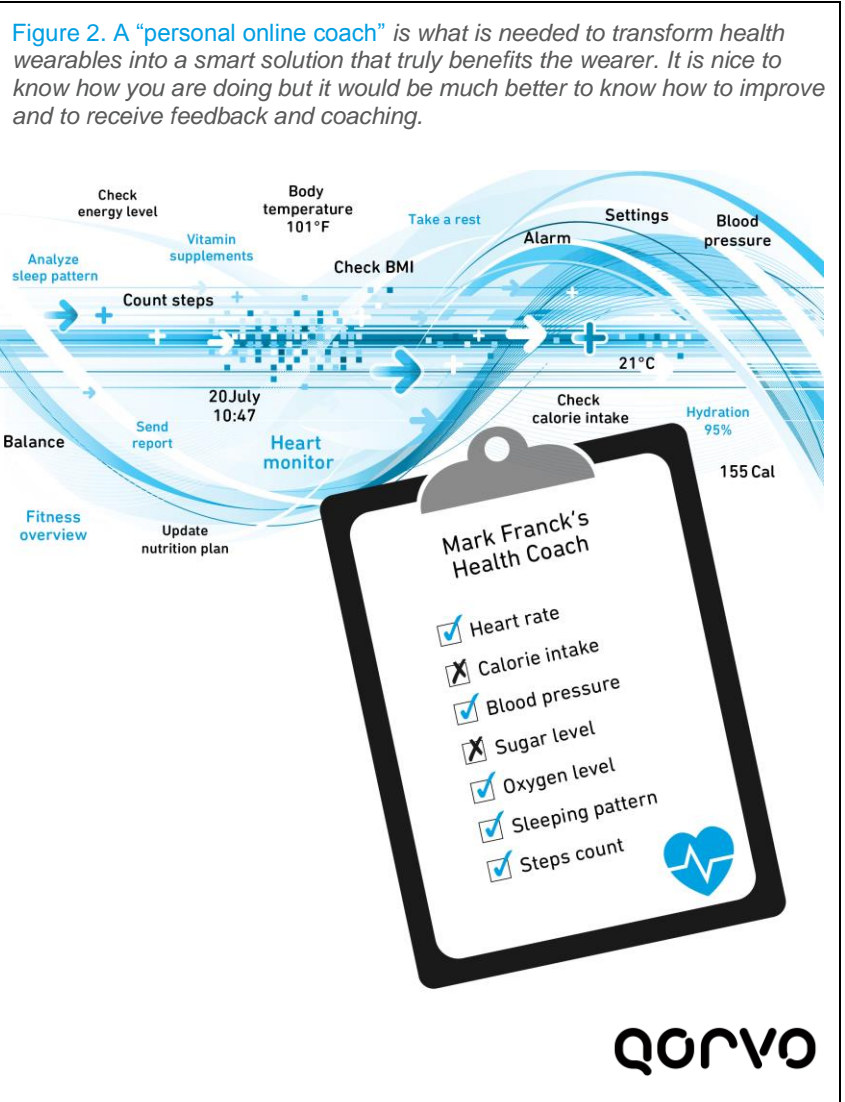 Figure 2. A “personal online coach” is what is needed to transform health
wearables into a smart solution that truly benefits the wearer. It is nice to
know how you are doing but it would be much better to know how to improve
and to receive feedback and coaching.
Check
energy level
Body
temperature
101°F
Take a rest
Settings
Blood
pressure
Vitamin
supplements
Alarm
Analyze
sleep pattern
Check BMI
Count steps
21°C
20July
10:47
Check
calorie intake
Hydration
95%
Balance
Send
report
Heart
monitor
155 Cal
Fitness
overview
Update
nutrition plan
Mark Franck's
Health Coach
Heart rate
Calorie intake
Blood pressure
Sugar level
Oxygen level
Sleeping pattern
Steps count
QORVO